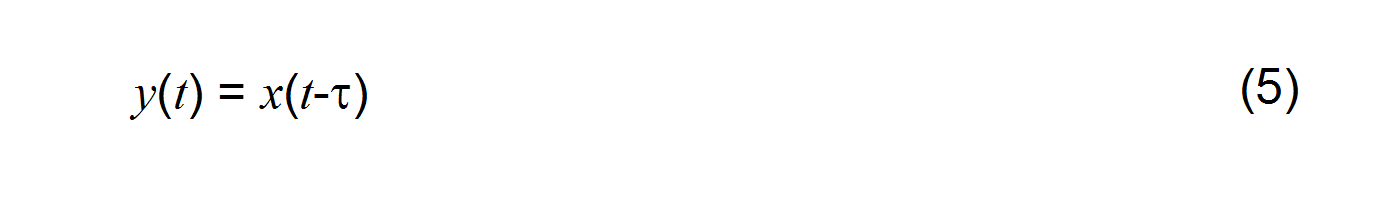 y(t) = x(t-τ) (5)